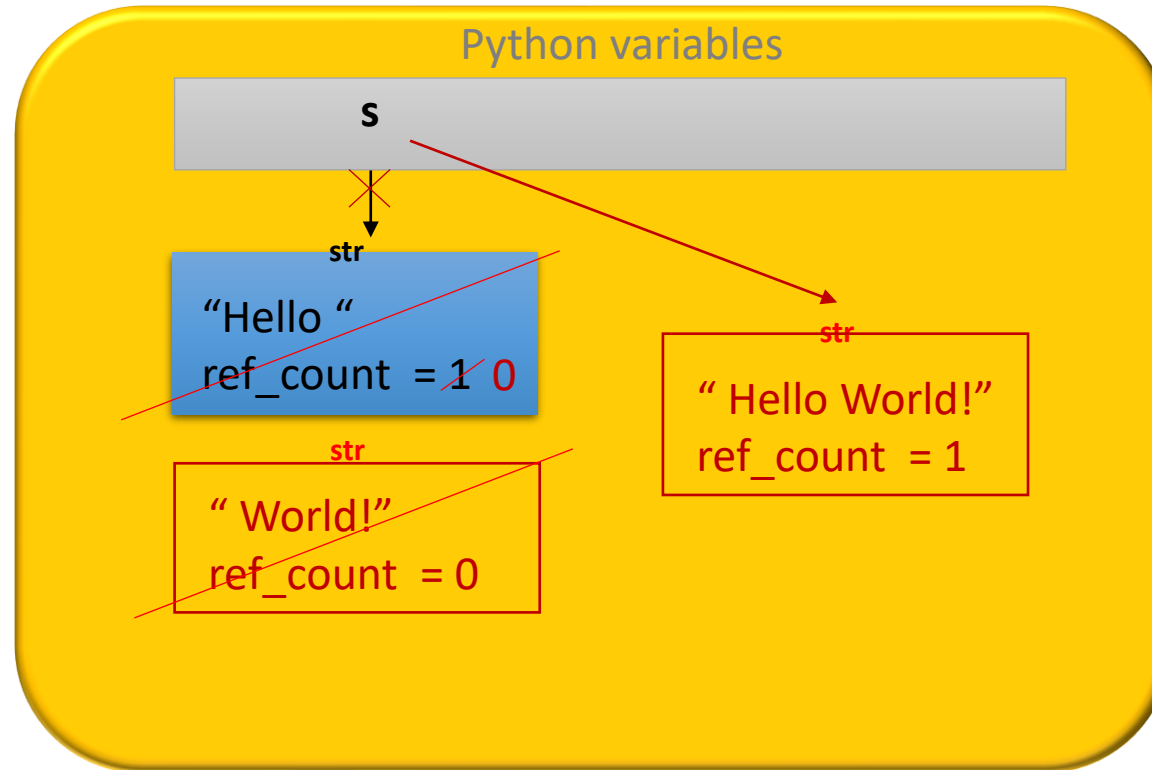 Python variables
s
str
“Hello “
ref_count = 1 0
str
“ World!”
ref_count = 0
str
“ Hello World!”
ref_count = 1